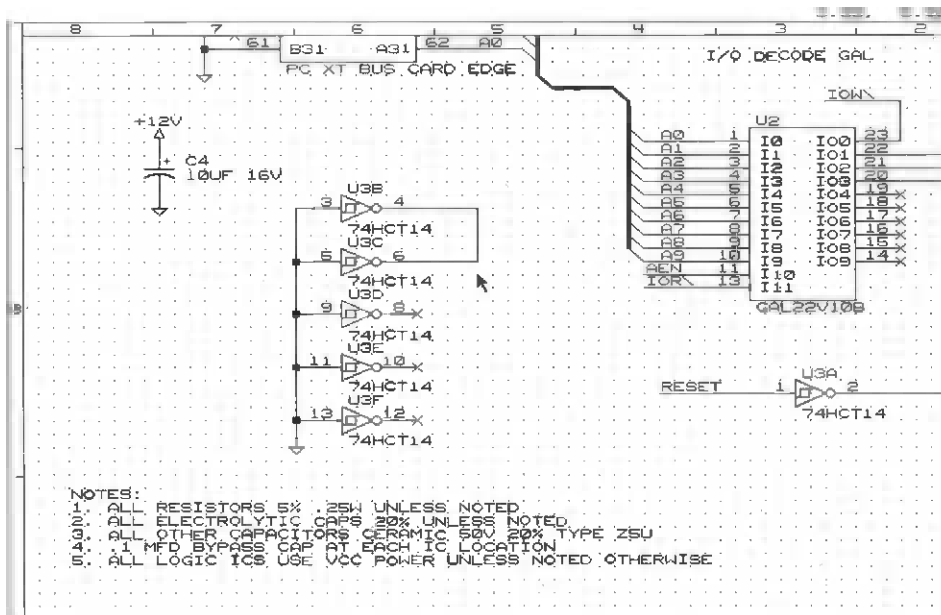 8 7 6 5 4 3 2
61 B31 A31 62 A0
PC XT BUS CARD EDGE
I/O DECODE GAL
IOW\
+12V
+ C4
10UF 16V
U2
A0 1 I0 IO0 23
A1 2 I1 IO1 22
A2 3 I2 IO2 21
A3 4 I3 IO3 20
A4 5 I4 IO4 19
A5 6 I5 IO5 18
A6 7 I6 IO6 17
A7 8 I7 IO7 16
A8 9 I8 IO8 15
A9 10 I9 IO9 14
AEN 11 I10
IOR\ 13 I11
GAL22V10B
U3B
3 4
74HCT14
U3C
5 6
74HCT14
U3D
9 8
74HCT14
U3E
11 10
74HCT14
U3F
13 12
74HCT14
U3A
RESET 1 2
74HCT14
NOTES:
1. ALL RESISTORS 5% .25W UNLESS NOTED
2. ALL ELECTROLYTIC CAPS 20% UNLESS NOTED
3. ALL OTHER CAPACITORS CERAMIC 50V 20% TYPE Z5U
4. .1 MFD BYPASS CAP AT EACH IC LOCATION
5. ALL LOGIC ICS USE VCC POWER UNLESS NOTED OTHERWISE